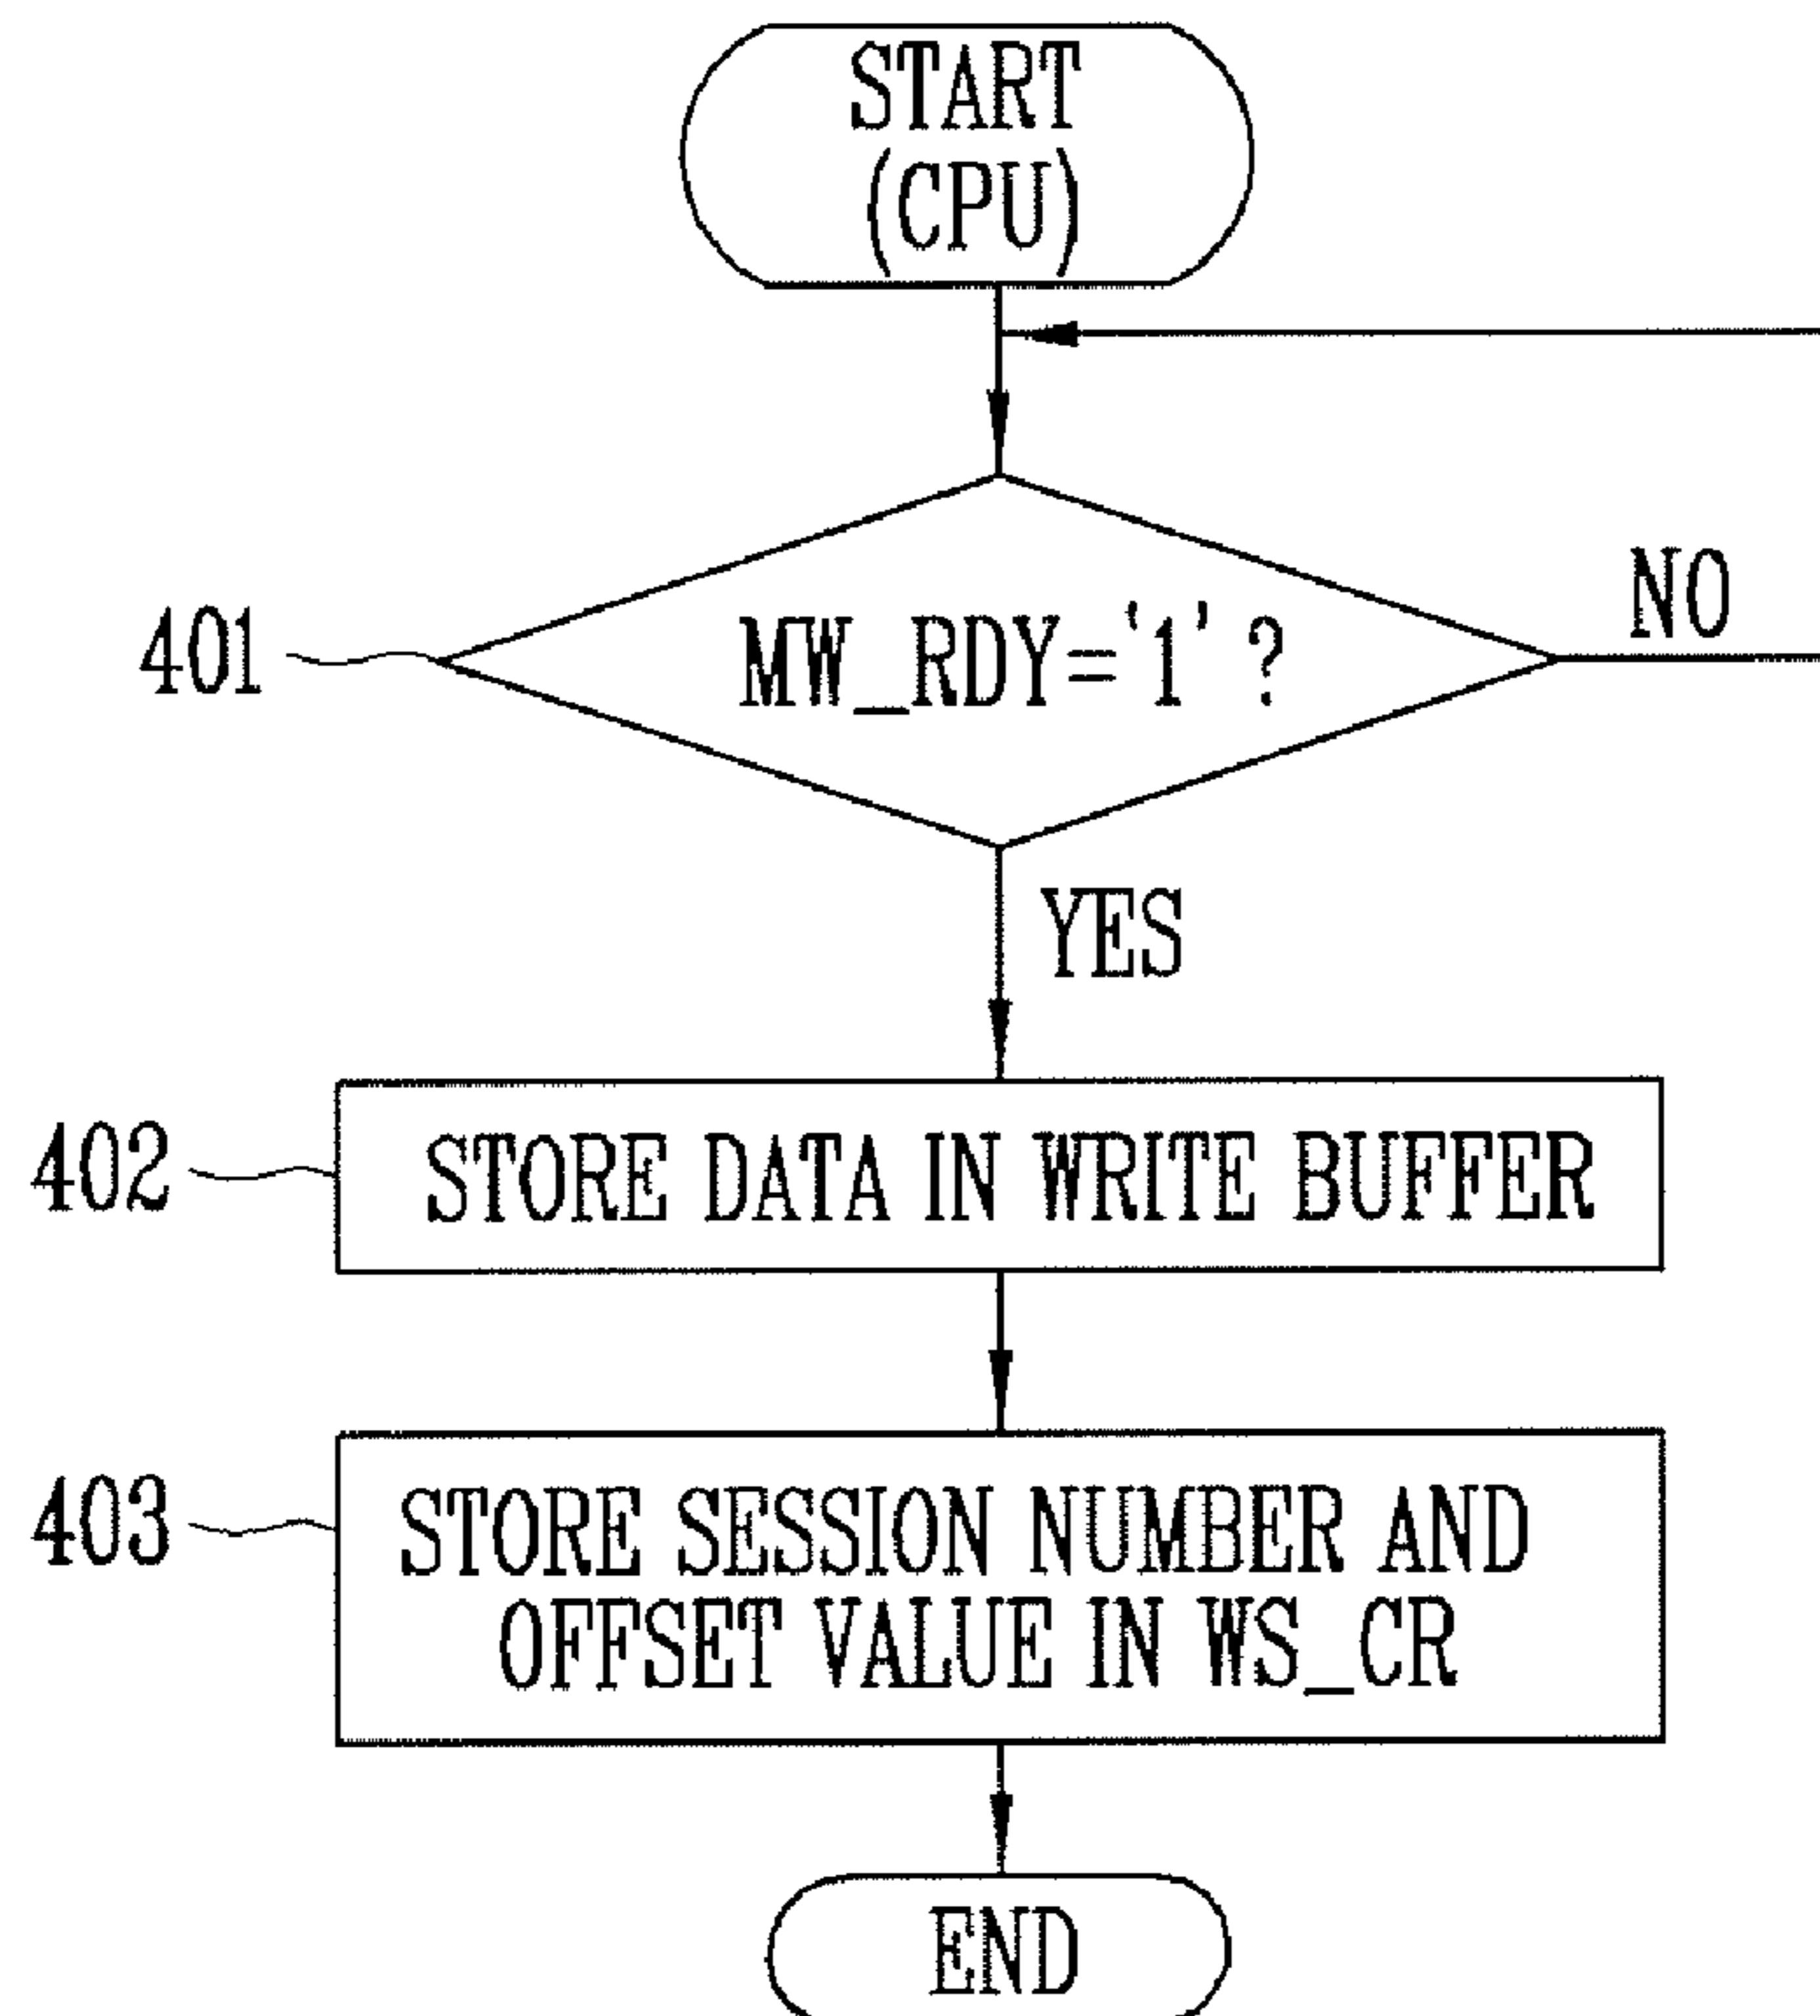 START
(CPU)
401
MW_RDY=‘1’ ?
NO
YES
402
STORE DATA IN WRITE BUFFER
403
STORE SESSION NUMBER AND
OFFSET VALUE IN WS_CR
END